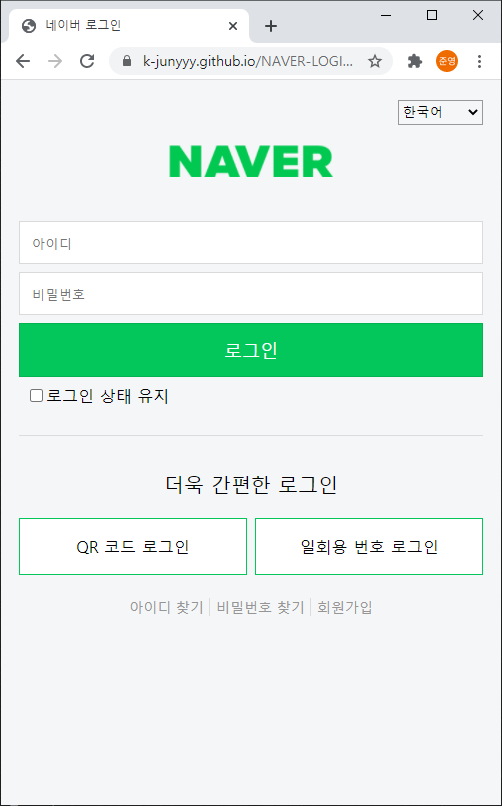 네이버 로그인
k-junyyy.github.io/NAVER-LOGI...
준영
한국어
NAVER
아이디
비밀번호
로그인
로그인 상태 유지
더욱 간편한 로그인
QR 코드 로그인
일회용 번호 로그인
아이디 찾기 비밀번호 찾기 회원가입